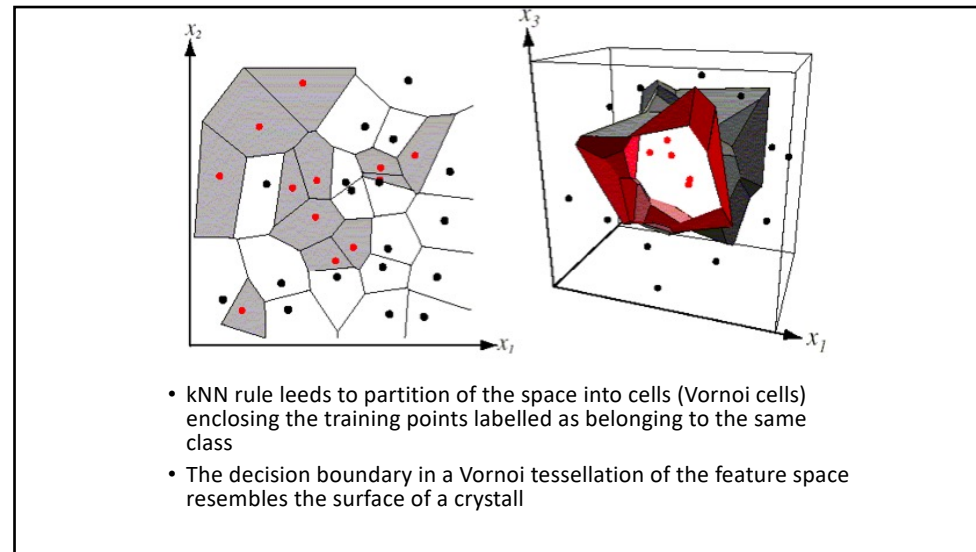 x₂
x₃
x₁
x₁
• kNN rule leeds to partition of the space into cells (Vornoi cells)
enclosing the training points labelled as belonging to the same
class
• The decision boundary in a Vornoi tessellation of the feature space
resembles the surface of a crystall